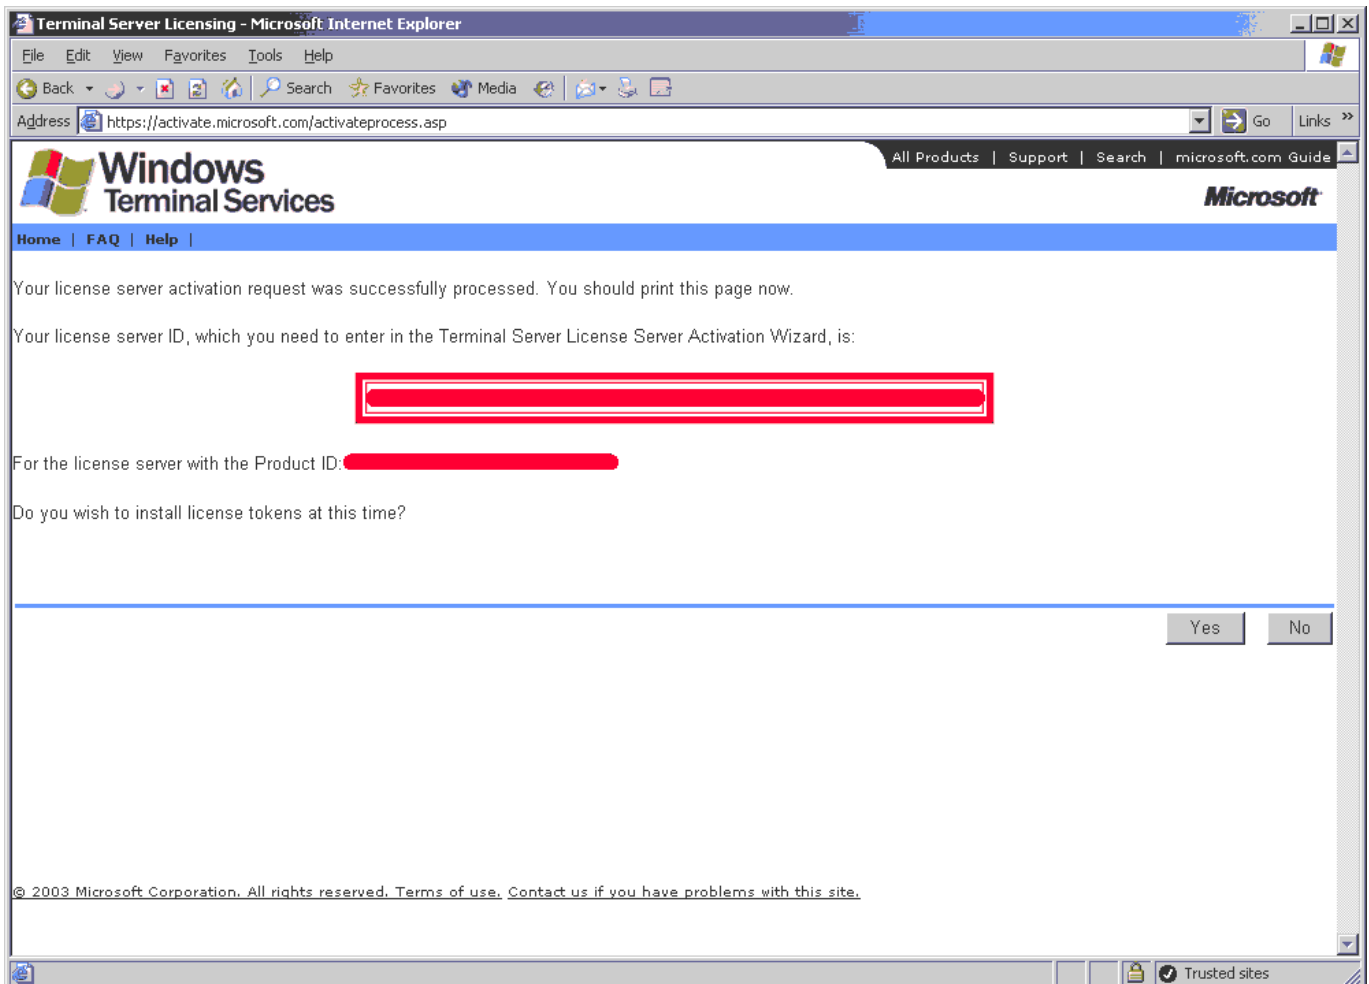 Terminal Server Licensing - Microsoft Internet Explorer
File Edit View Favorites Tools Help
Back Search Favorites Media
Address https://activate.microsoft.com/activateprocess.asp Go Links »
All Products | Support | Search | microsoft.com Guide
Windows
Terminal Services
Microsoft
Home | FAQ | Help |
Your license server activation request was successfully processed. You should print this page now.
Your license server ID, which you need to enter in the Terminal Server License Server Activation Wizard, is:
For the license server with the Product ID:
Do you wish to install license tokens at this time?
Yes No
© 2003 Microsoft Corporation. All rights reserved. Terms of use. Contact us if you have problems with this site.
Trusted sites